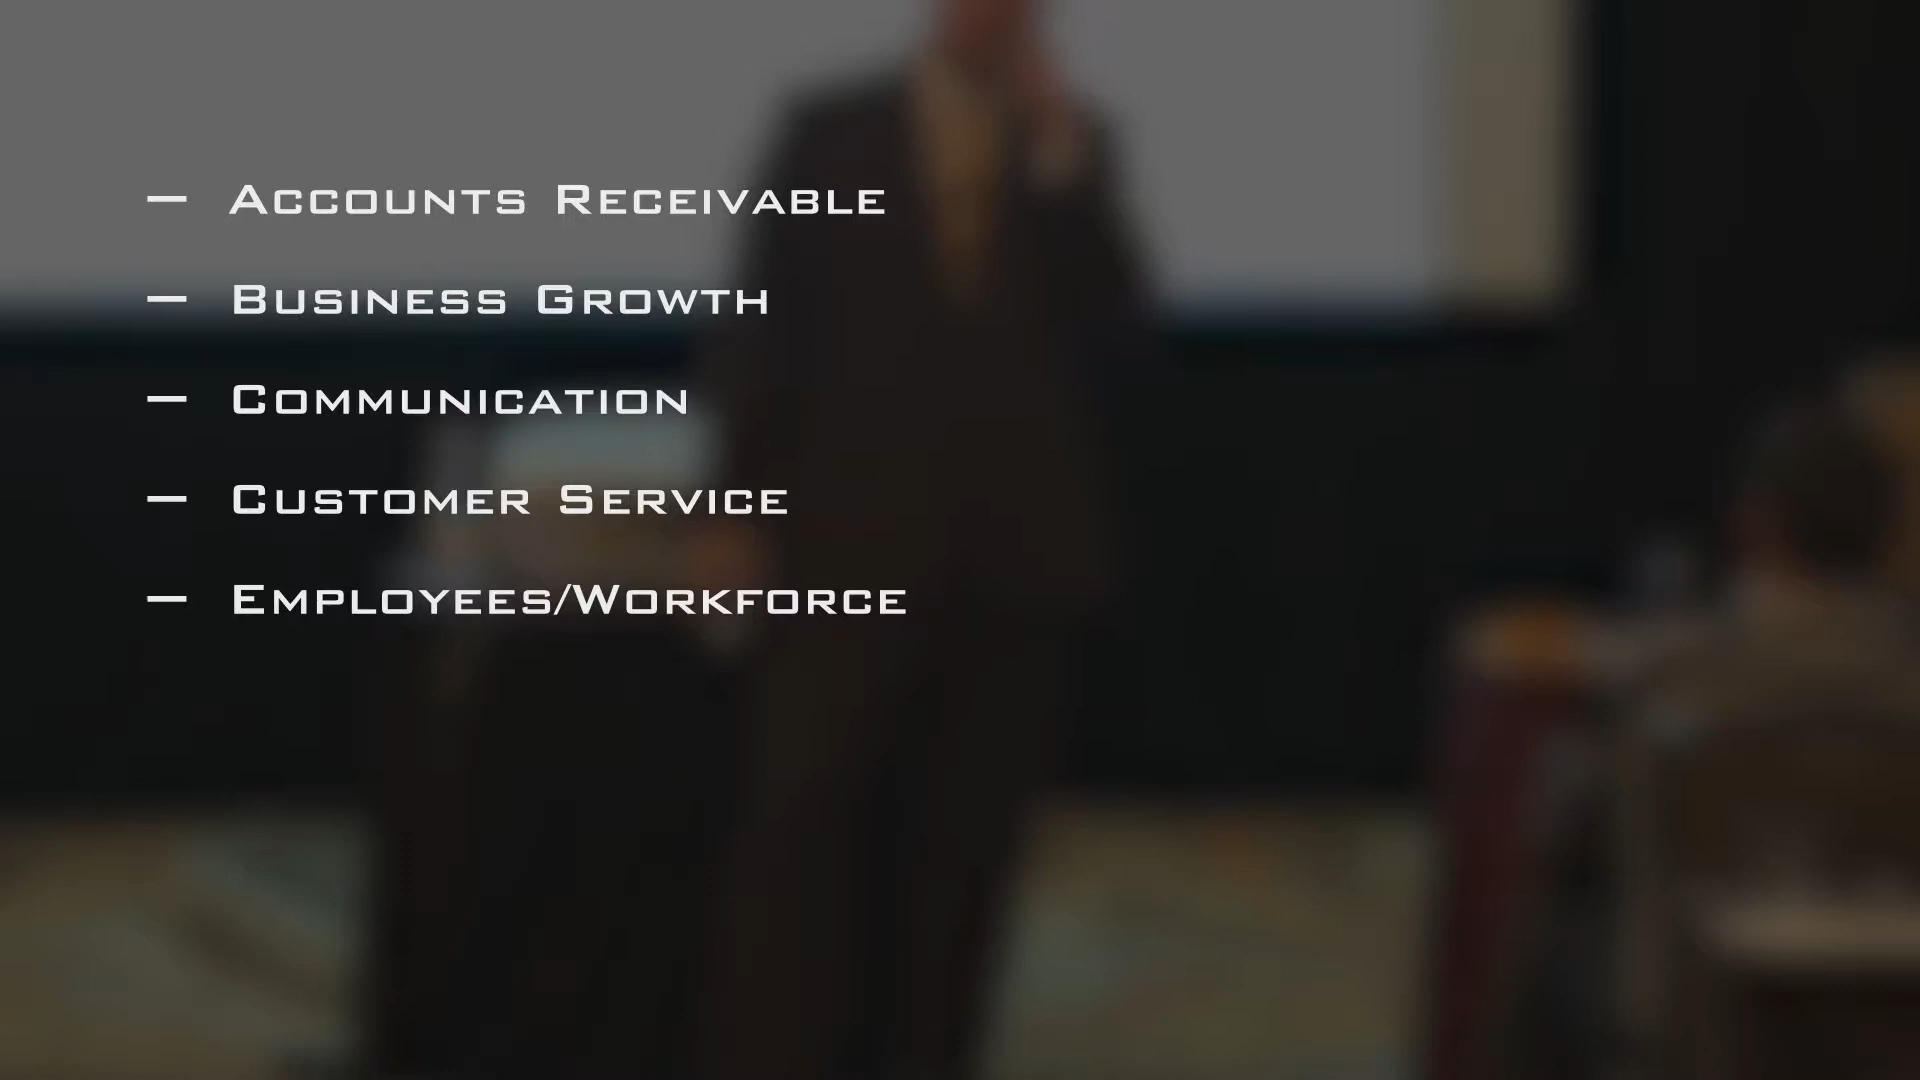 – Accounts Receivable
– Business Growth
– Communication
– Customer Service
– Employees/Workforce